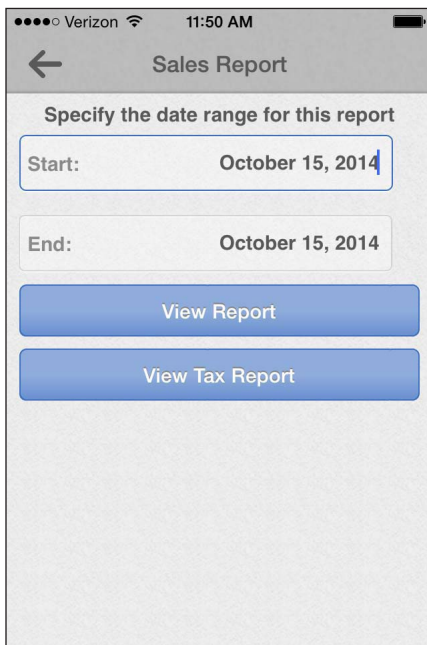 Verizon 11:50 AM
Sales Report
Specify the date range for this report
Start: October 15, 2014
End: October 15, 2014
View Report
View Tax Report